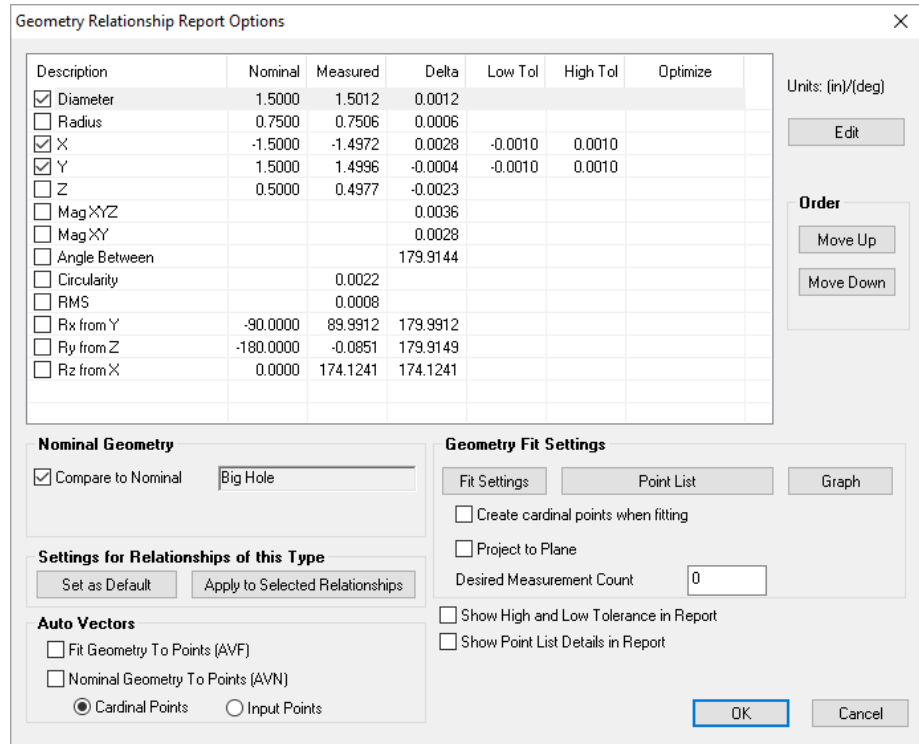 Geometry Relationship Report Options
Description Nominal Measured Delta Low Tol High Tol Optimize
Diameter 1.5000 1.5012 0.0012
Radius 0.7500 0.7506 0.0006
X -1.5000 -1.4972 0.0028 -0.0010 0.0010
Y 1.5000 1.4996 -0.0004 -0.0010 0.0010
Z 0.5000 0.4977 -0.0023
Mag XYZ 0.0036
Mag XY 0.0028
Angle Between 179.9144
Circularity 0.0022
RMS 0.0008
Rx from Y -90.0000 89.9912 179.9912
Ry from Z -180.0000 -0.0851 179.9149
Rz from X 0.0000 174.1241 174.1241
Units: (in)/(deg)
Edit
Order
Move Up
Move Down
Nominal Geometry
Compare to Nominal Big Hole
Settings for Relationships of this Type
Set as Default Apply to Selected Relationships
Auto Vectors
Fit Geometry To Points (AVF)
Nominal Geometry To Points (AVN)
Cardinal Points Input Points
Geometry Fit Settings
Fit Settings Point List Graph
Create cardinal points when fitting
Project to Plane
Desired Measurement Count 0
Show High and Low Tolerance in Report
Show Point List Details in Report
OK Cancel